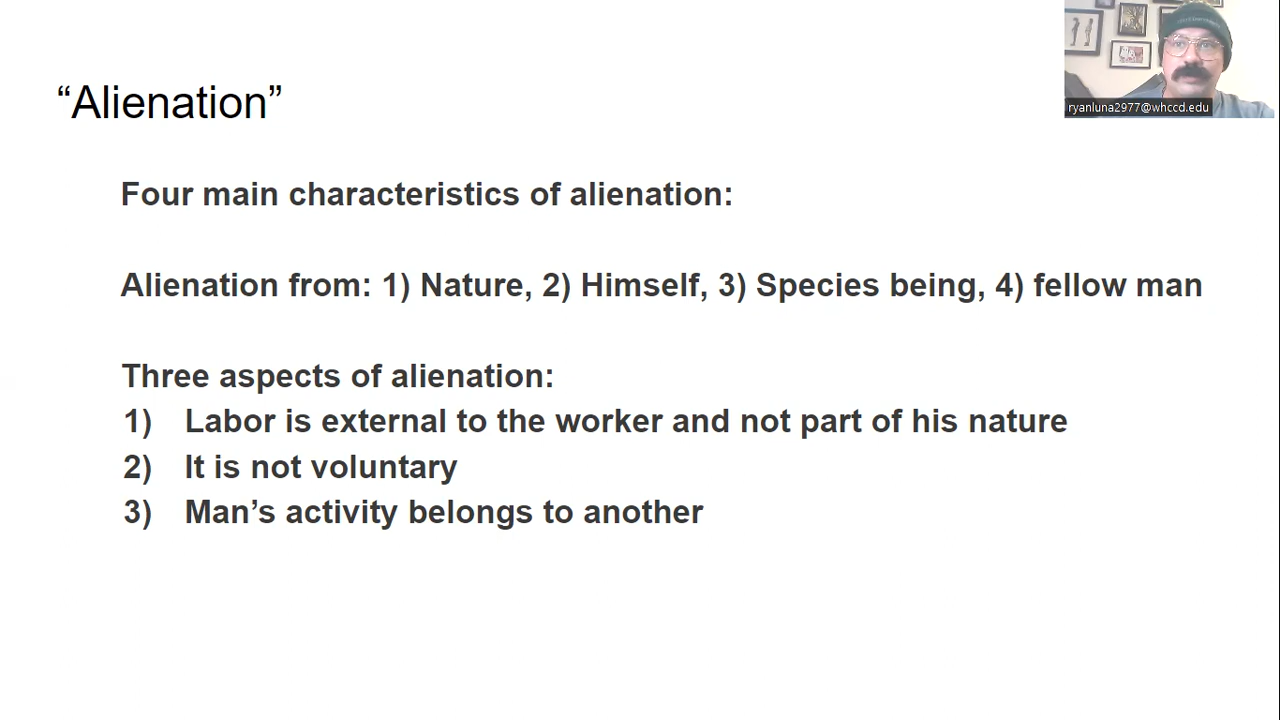 “Alienation”
ryanluna2977@whccd.edu
Four main characteristics of alienation:
Alienation from: 1) Nature, 2) Himself, 3) Species being, 4) fellow man
Three aspects of alienation:
1) Labor is external to the worker and not part of his nature
2) It is not voluntary
3) Man’s activity belongs to another